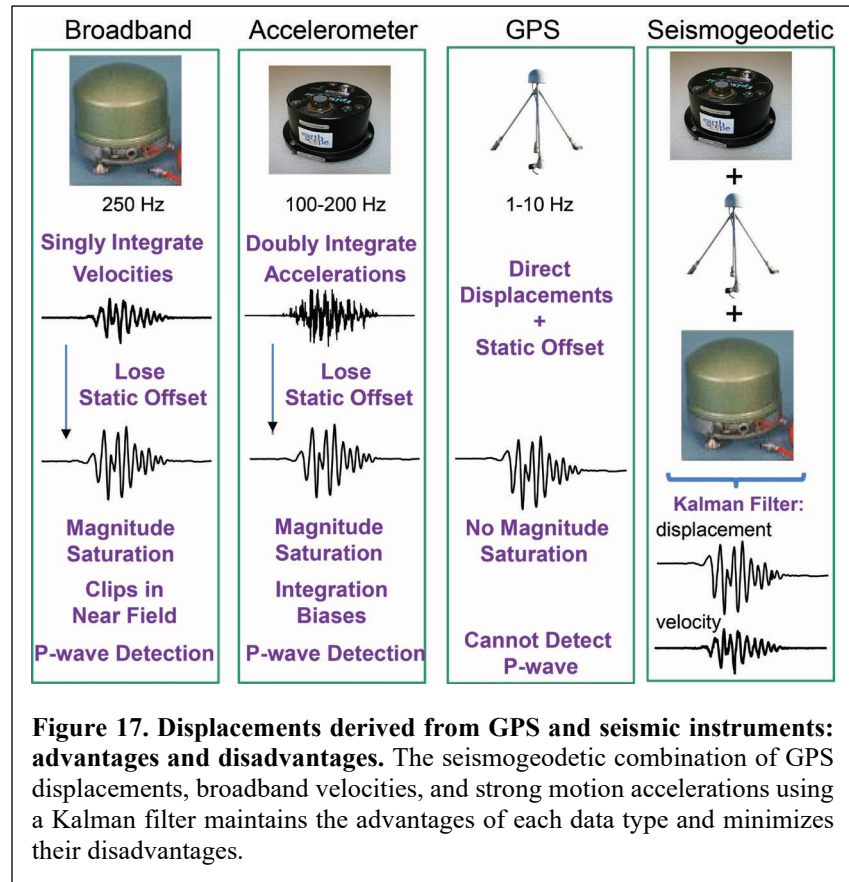 Broadband
250 Hz
Singly Integrate
Velocities
Lose
Static Offset
Magnitude
Saturation
Clips in
Near Field
P-wave Detection
Accelerometer
earth
scope
100-200 Hz
Doubly Integrate
Accelerations
Lose
Static Offset
Magnitude
Saturation
Integration
Biases
P-wave Detection
GPS
1-10 Hz
Direct
Displacements
+
Static Offset
No Magnitude
Saturation
Cannot Detect
P-wave
Seismogeodetic
earth
scope
+
+
Kalman Filter:
displacement
velocity
Figure 17. Displacements derived from GPS and seismic instruments:
advantages and disadvantages. The seismogeodetic combination of GPS
displacements, broadband velocities, and strong motion accelerations using
a Kalman filter maintains the advantages of each data type and minimizes
their disadvantages.